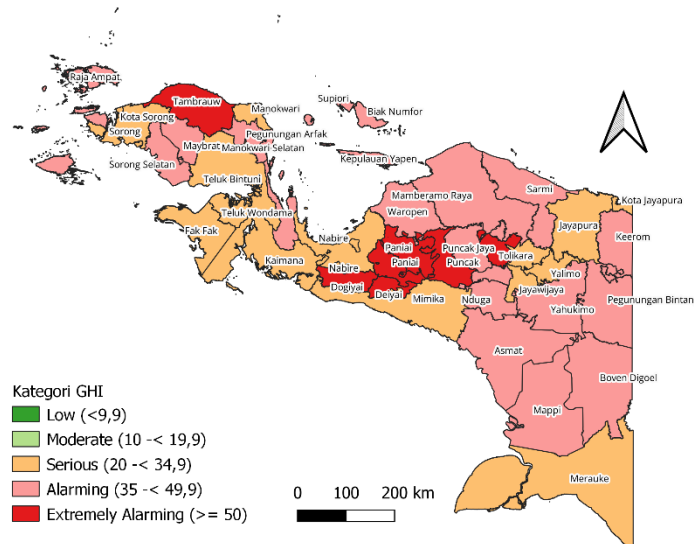 Raja Ampat
Tambrauw
Kota Sorong
Manokwari
Supiori
Biak Numfor
Sorong
Pegunungan Arfak
Maybrat
Manokwari Selatan
Kepulauan Yapen
Sorong Selatan
Teluk Bintuni
Mamberamo Raya
Sarmi
Kota Jayapura
Waropen
Teluk Wondama
Jayapura
Fak Fak
Nabire
Keerom
Paniai
Puncak Jaya
Tolikara
Kaimana
Paniai
Puncak
Nabire
Yalimo
Dogiyai
Deiyai
Mimika
Nduga
Jayawijaya
Pegunungan Bintan
Yahukimo
Asmat
Boven Digoel
Mappi
Merauke
Kategori GHI
Low (<9,9)
Moderate (10 -< 19,9)
Serious (20 -< 34,9)
Alarming (35 -< 49,9)
Extremely Alarming (>= 50)
0 100 200 km